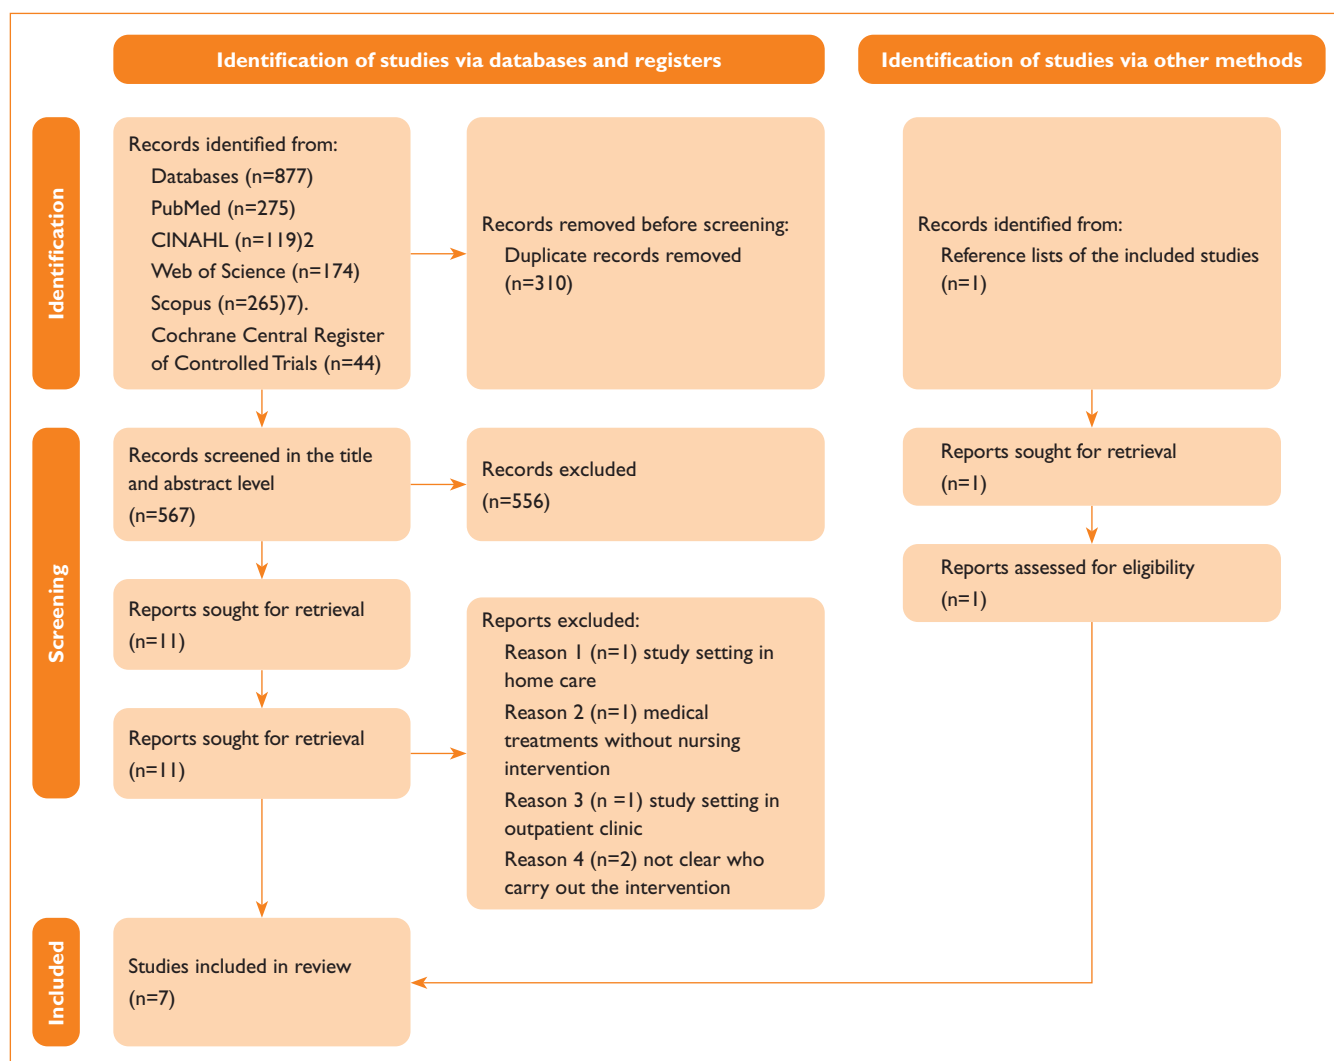 Identification of studies via databases and registers
Identification of studies via other methods
Identification
Records identified from:
Databases (n=877)
PubMed (n=275)
CINAHL (n=119)2
Web of Science (n=174)
Scopus (n=265)7).
Cochrane Central Register
of Controlled Trials (n=44)
Records removed before screening:
Duplicate records removed
(n=310)
Records identified from:
Reference lists of the included studies
(n=1)
Screening
Records screened in the title
and abstract level
(n=567)
Records excluded
(n=556)
Reports sought for retrieval
(n=1)
Reports sought for retrieval
(n=11)
Reports assessed for eligibility
(n=1)
Reports sought for retrieval
(n=11)
Reports excluded:
Reason 1 (n=1) study setting in
home care
Reason 2 (n=1) medical
treatments without nursing
intervention
Reason 3 (n =1) study setting in
outpatient clinic
Reason 4 (n=2) not clear who
carry out the intervention
Included
Studies included in review
(n=7)